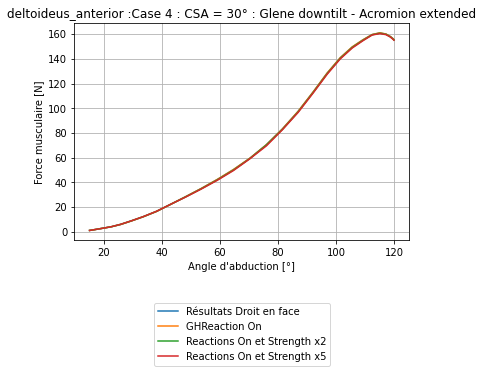 deltoideus_anterior :Case 4 : CSA = 30° : Glene downtilt - Acromion extended
Force musculaire [N]
160
140
120
100
80
60
40
20
0
20 40 60 80 100 120
Angle d'abduction [°]
Résultats Droit en face
GHReaction On
Reactions On et Strength x2
Reactions On et Strength x5